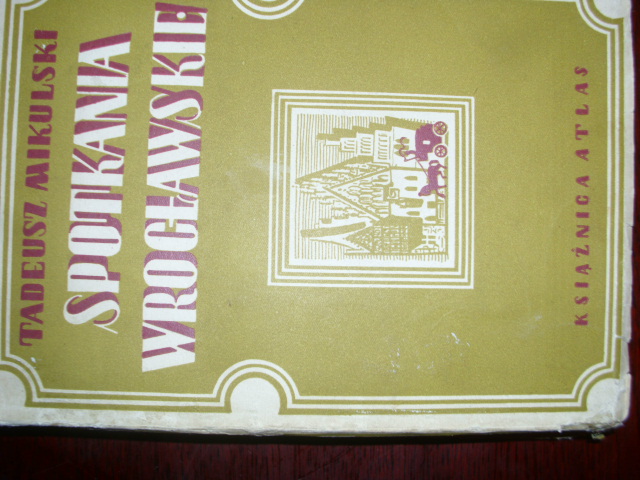 TADEUSZ MIKULSKI
SPOTKANIA
WROCŁAWSKIE
KSIĄŻNICA ATLAS